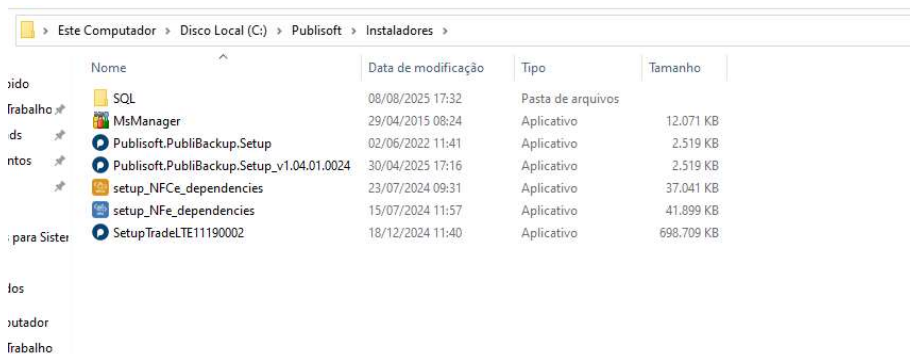 Este Computador > Disco Local (C:) > Publisoft > Instaladores >
Nome Data de modificação Tipo Tamanho
SQL 08/08/2025 17:32 Pasta de arquivos
MsManager 29/04/2015 08:24 Aplicativo 12.071 KB
Publisoft.PubliBackup.Setup 02/06/2022 11:41 Aplicativo 2.519 KB
Publisoft.PubliBackup.Setup_v1.04.01.0024 30/04/2025 17:16 Aplicativo 2.519 KB
setup_NFCe_dependencies 23/07/2024 09:31 Aplicativo 37.041 KB
setup_NFe_dependencies 15/07/2024 11:57 Aplicativo 41.899 KB
SetupTradeLTE11190002 18/12/2024 11:40 Aplicativo 698.709 KB
pido
Trabalho
ds
ntos
s para Sister
dos
putador
Trabalho